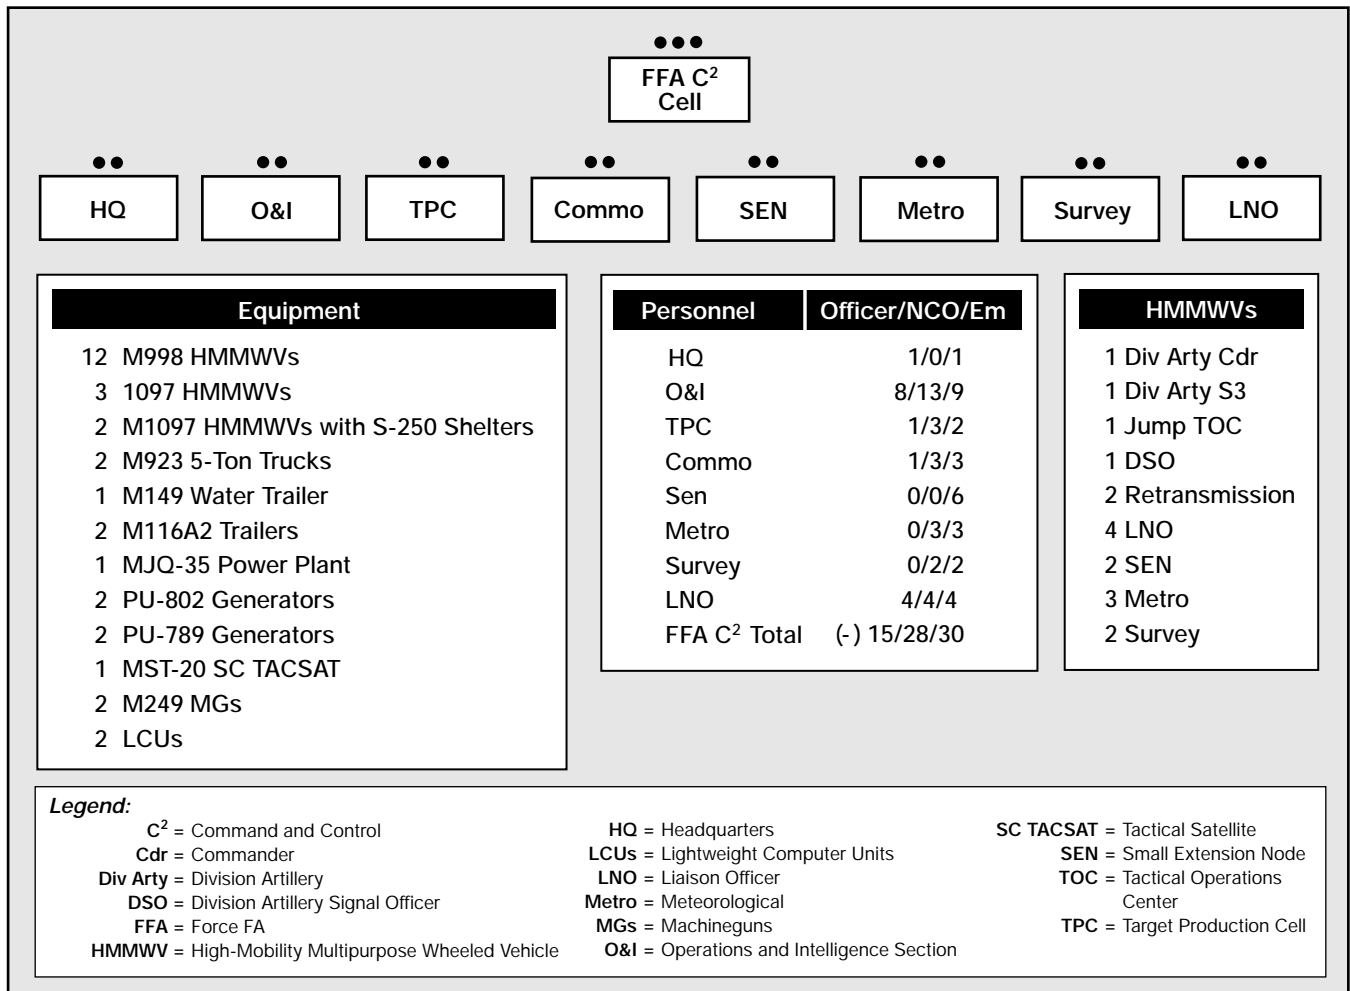 FFA C²
Cell
HQ
O&I
TPC
Commo
SEN
Metro
Survey
LNO
Equipment
12 M998 HMMWVs
3 1097 HMMWVs
2 M1097 HMMWVs with S-250 Shelters
2 M923 5-Ton Trucks
1 M149 Water Trailer
2 M116A2 Trailers
1 MJQ-35 Power Plant
2 PU-802 Generators
2 PU-789 Generators
1 MST-20 SC TACSAT
2 M249 MGs
2 LCUs
Personnel Officer/NCO/Em
HQ 1/0/1
O&I 8/13/9
TPC 1/3/2
Commo 1/3/3
Sen 0/0/6
Metro 0/3/3
Survey 0/2/2
LNO 4/4/4
FFA C² Total (-) 15/28/30
HMMWVs
1 Div Arty Cdr
1 Div Arty S3
1 Jump TOC
1 DSO
2 Retransmission
4 LNO
2 SEN
3 Metro
2 Survey
Legend:
C² = Command and Control
Cdr = Commander
Div Arty = Division Artillery
DSO = Division Artillery Signal Officer
FFA = Force FA
HMMWV = High-Mobility Multipurpose Wheeled Vehicle
HQ = Headquarters
LCUs = Lightweight Computer Units
LNO = Liaison Officer
Metro = Meteorological
MGs = Machineguns
O&I = Operations and Intelligence Section
SC TACSAT = Tactical Satellite
SEN = Small Extension Node
TOC = Tactical Operations
Center
TPC = Target Production Cell